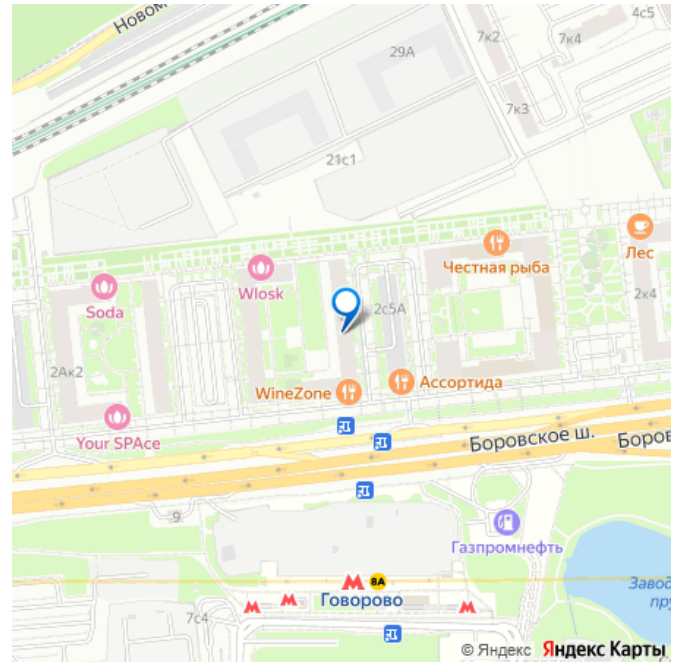 4с5
Новом
7к2
7к4
29А
7к3
21с1
Честная рыба
Лес
Wlosk
Soda
2с5А
2к4
2Ак2
WineZone
Ассортида
Your SPAce
Боровское ш.
Боров
9
Газпромнефть
8А
Завод
пру
Говорово
7с4
© Яндекс Яндекс Карты